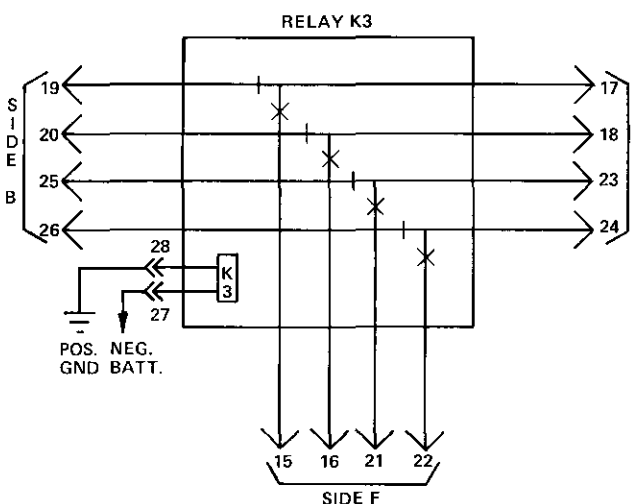 RELAY K3
19
17
SIDE B
20
18
25
23
26
24
28
K
3
27
POS. NEG.
GND BATT.
15 16 21 22
SIDE F